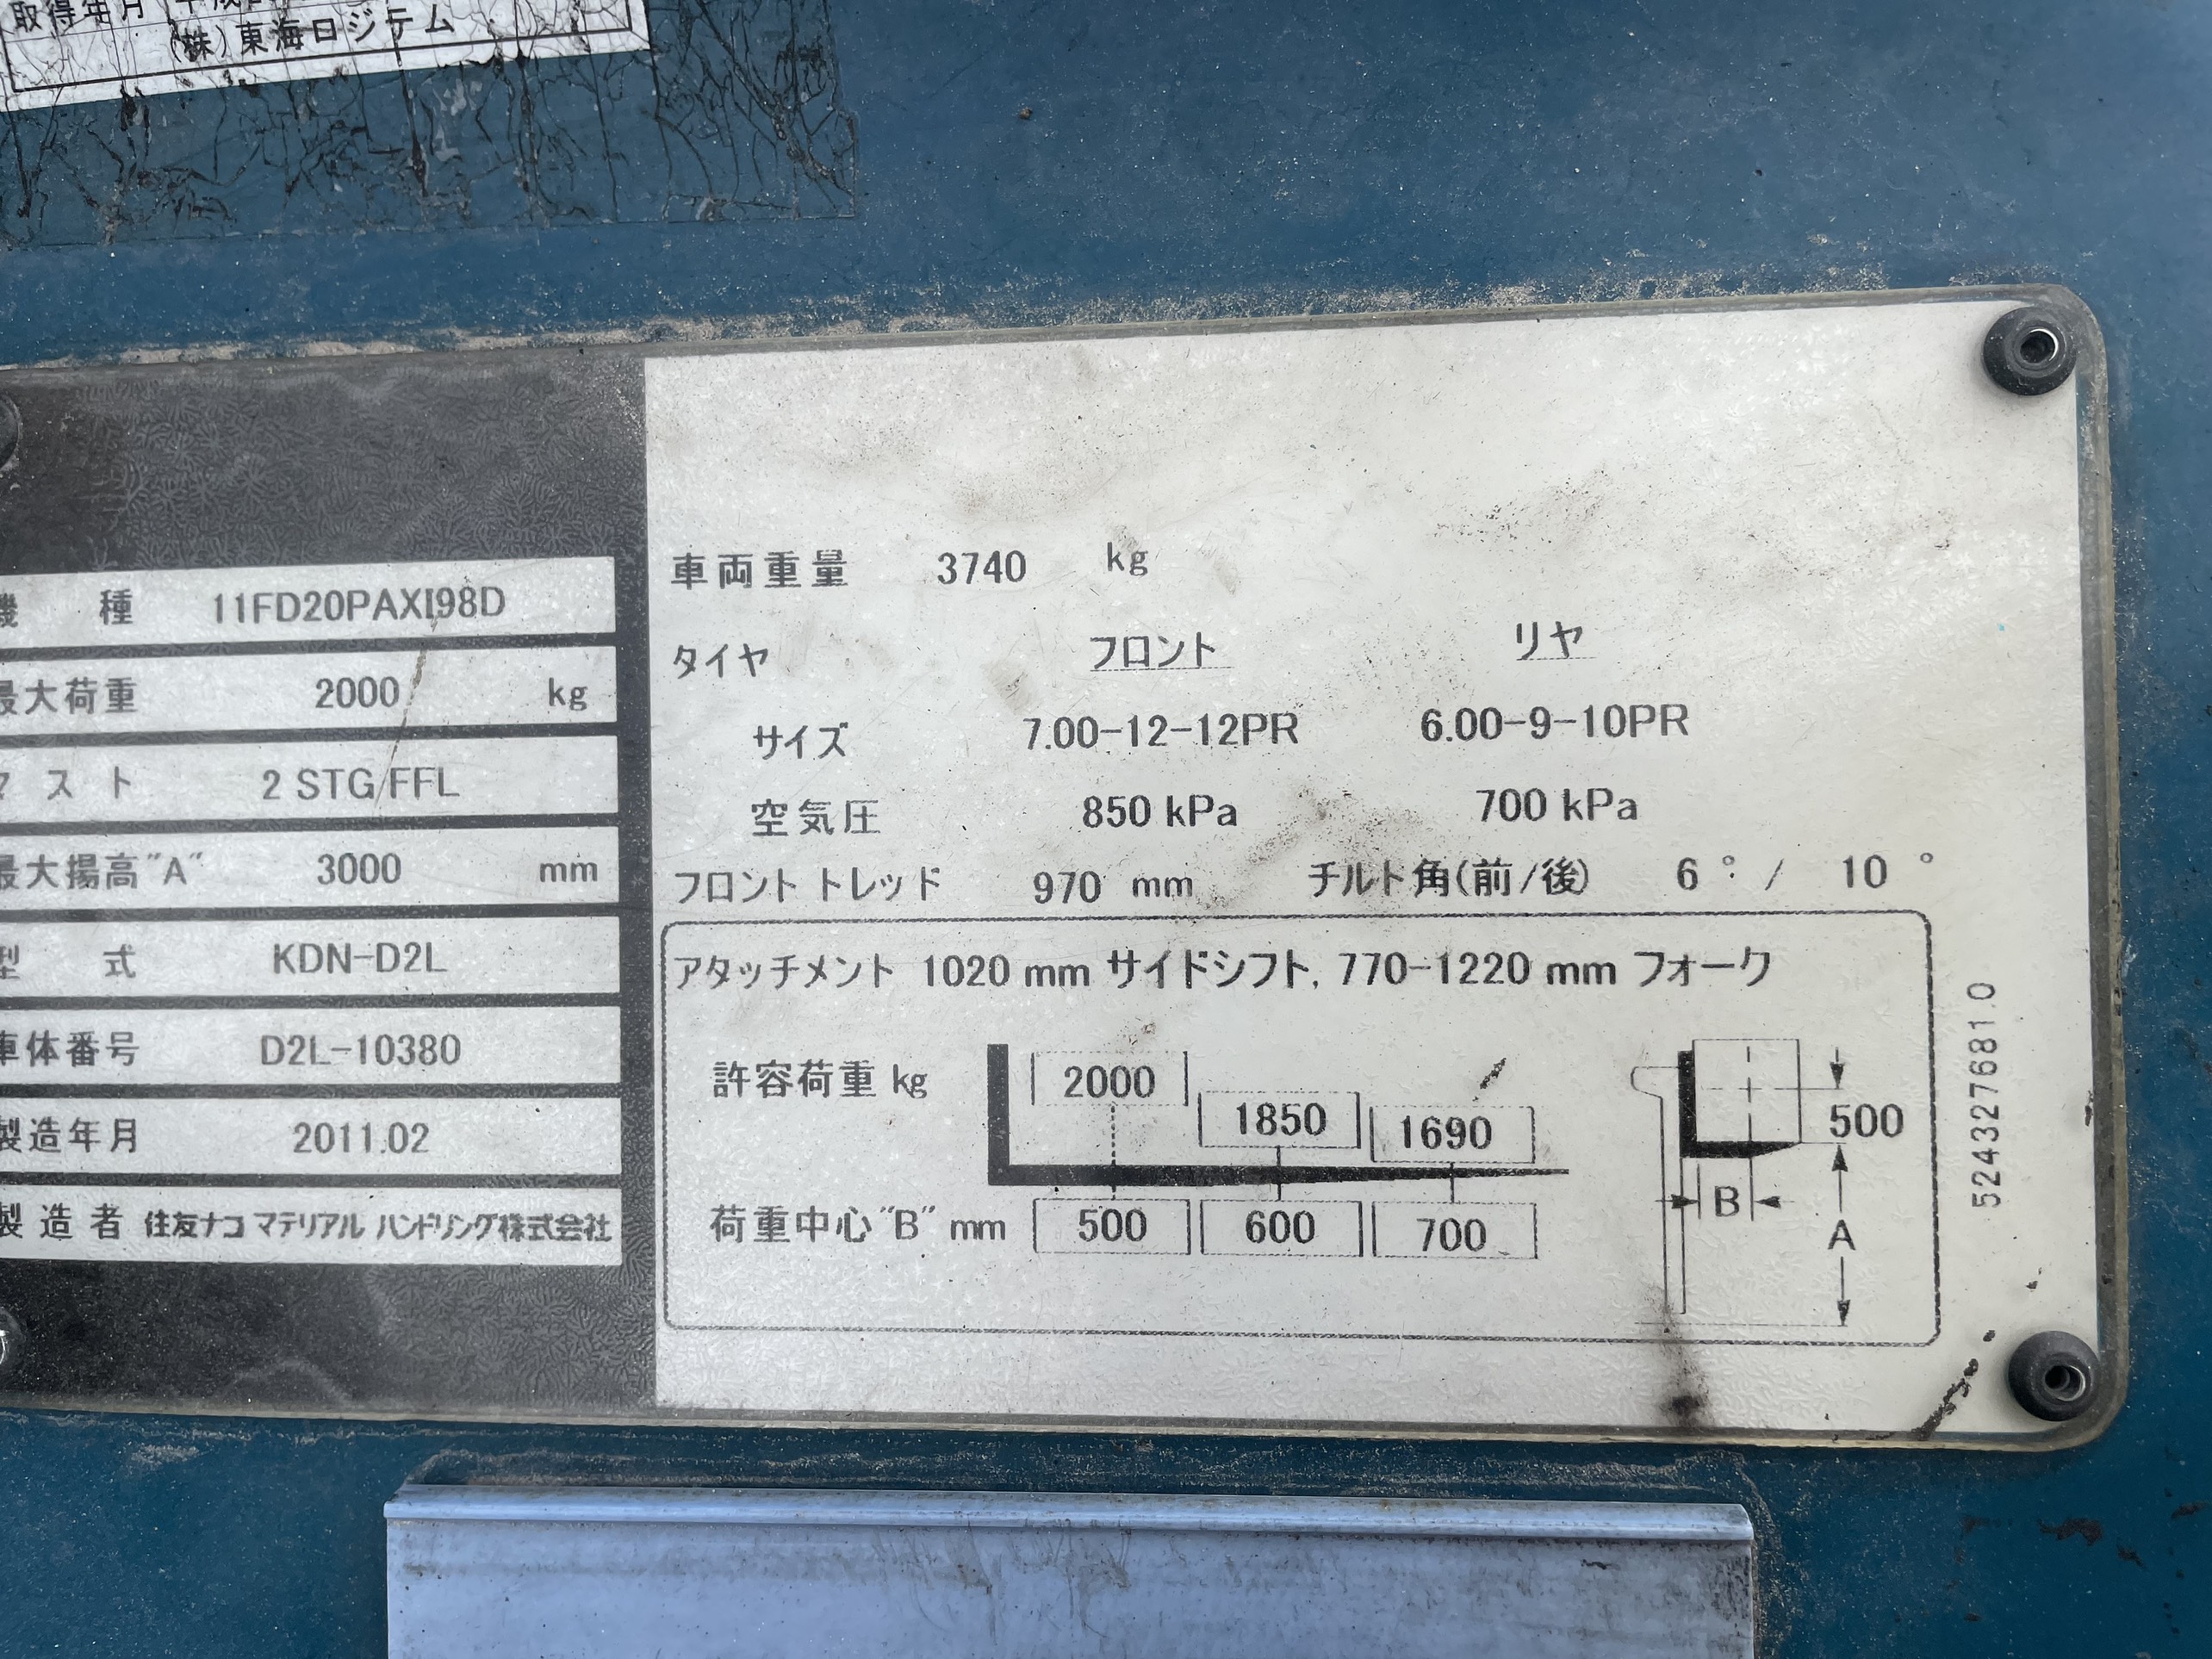 取得年月 平成
(株)東海ロジテム
機 種 11FD20PAXI98D
最大荷重 2000 kg
マスト 2 STG FFL
最大揚高"A" 3000 mm
型 式 KDN-D2L
車体番号 D2L-10380
製造年月 2011.02
製造者 住友ナコ マテリアル ハンドリング株式会社
車両重量 3740 kg
タイヤ フロント リヤ
サイズ 7.00-12-12PR 6.00-9-10PR
空気圧 850 kPa 700 kPa
フロント トレッド 970 mm チルト角(前/後) 6 ° / 10 °
アタッチメント 1020 mm サイドシフト, 770-1220 mm フォーク
許容荷重 kg 2000 1850 1690
荷重中心"B" mm 500 600 700
500
B
A
5243276810